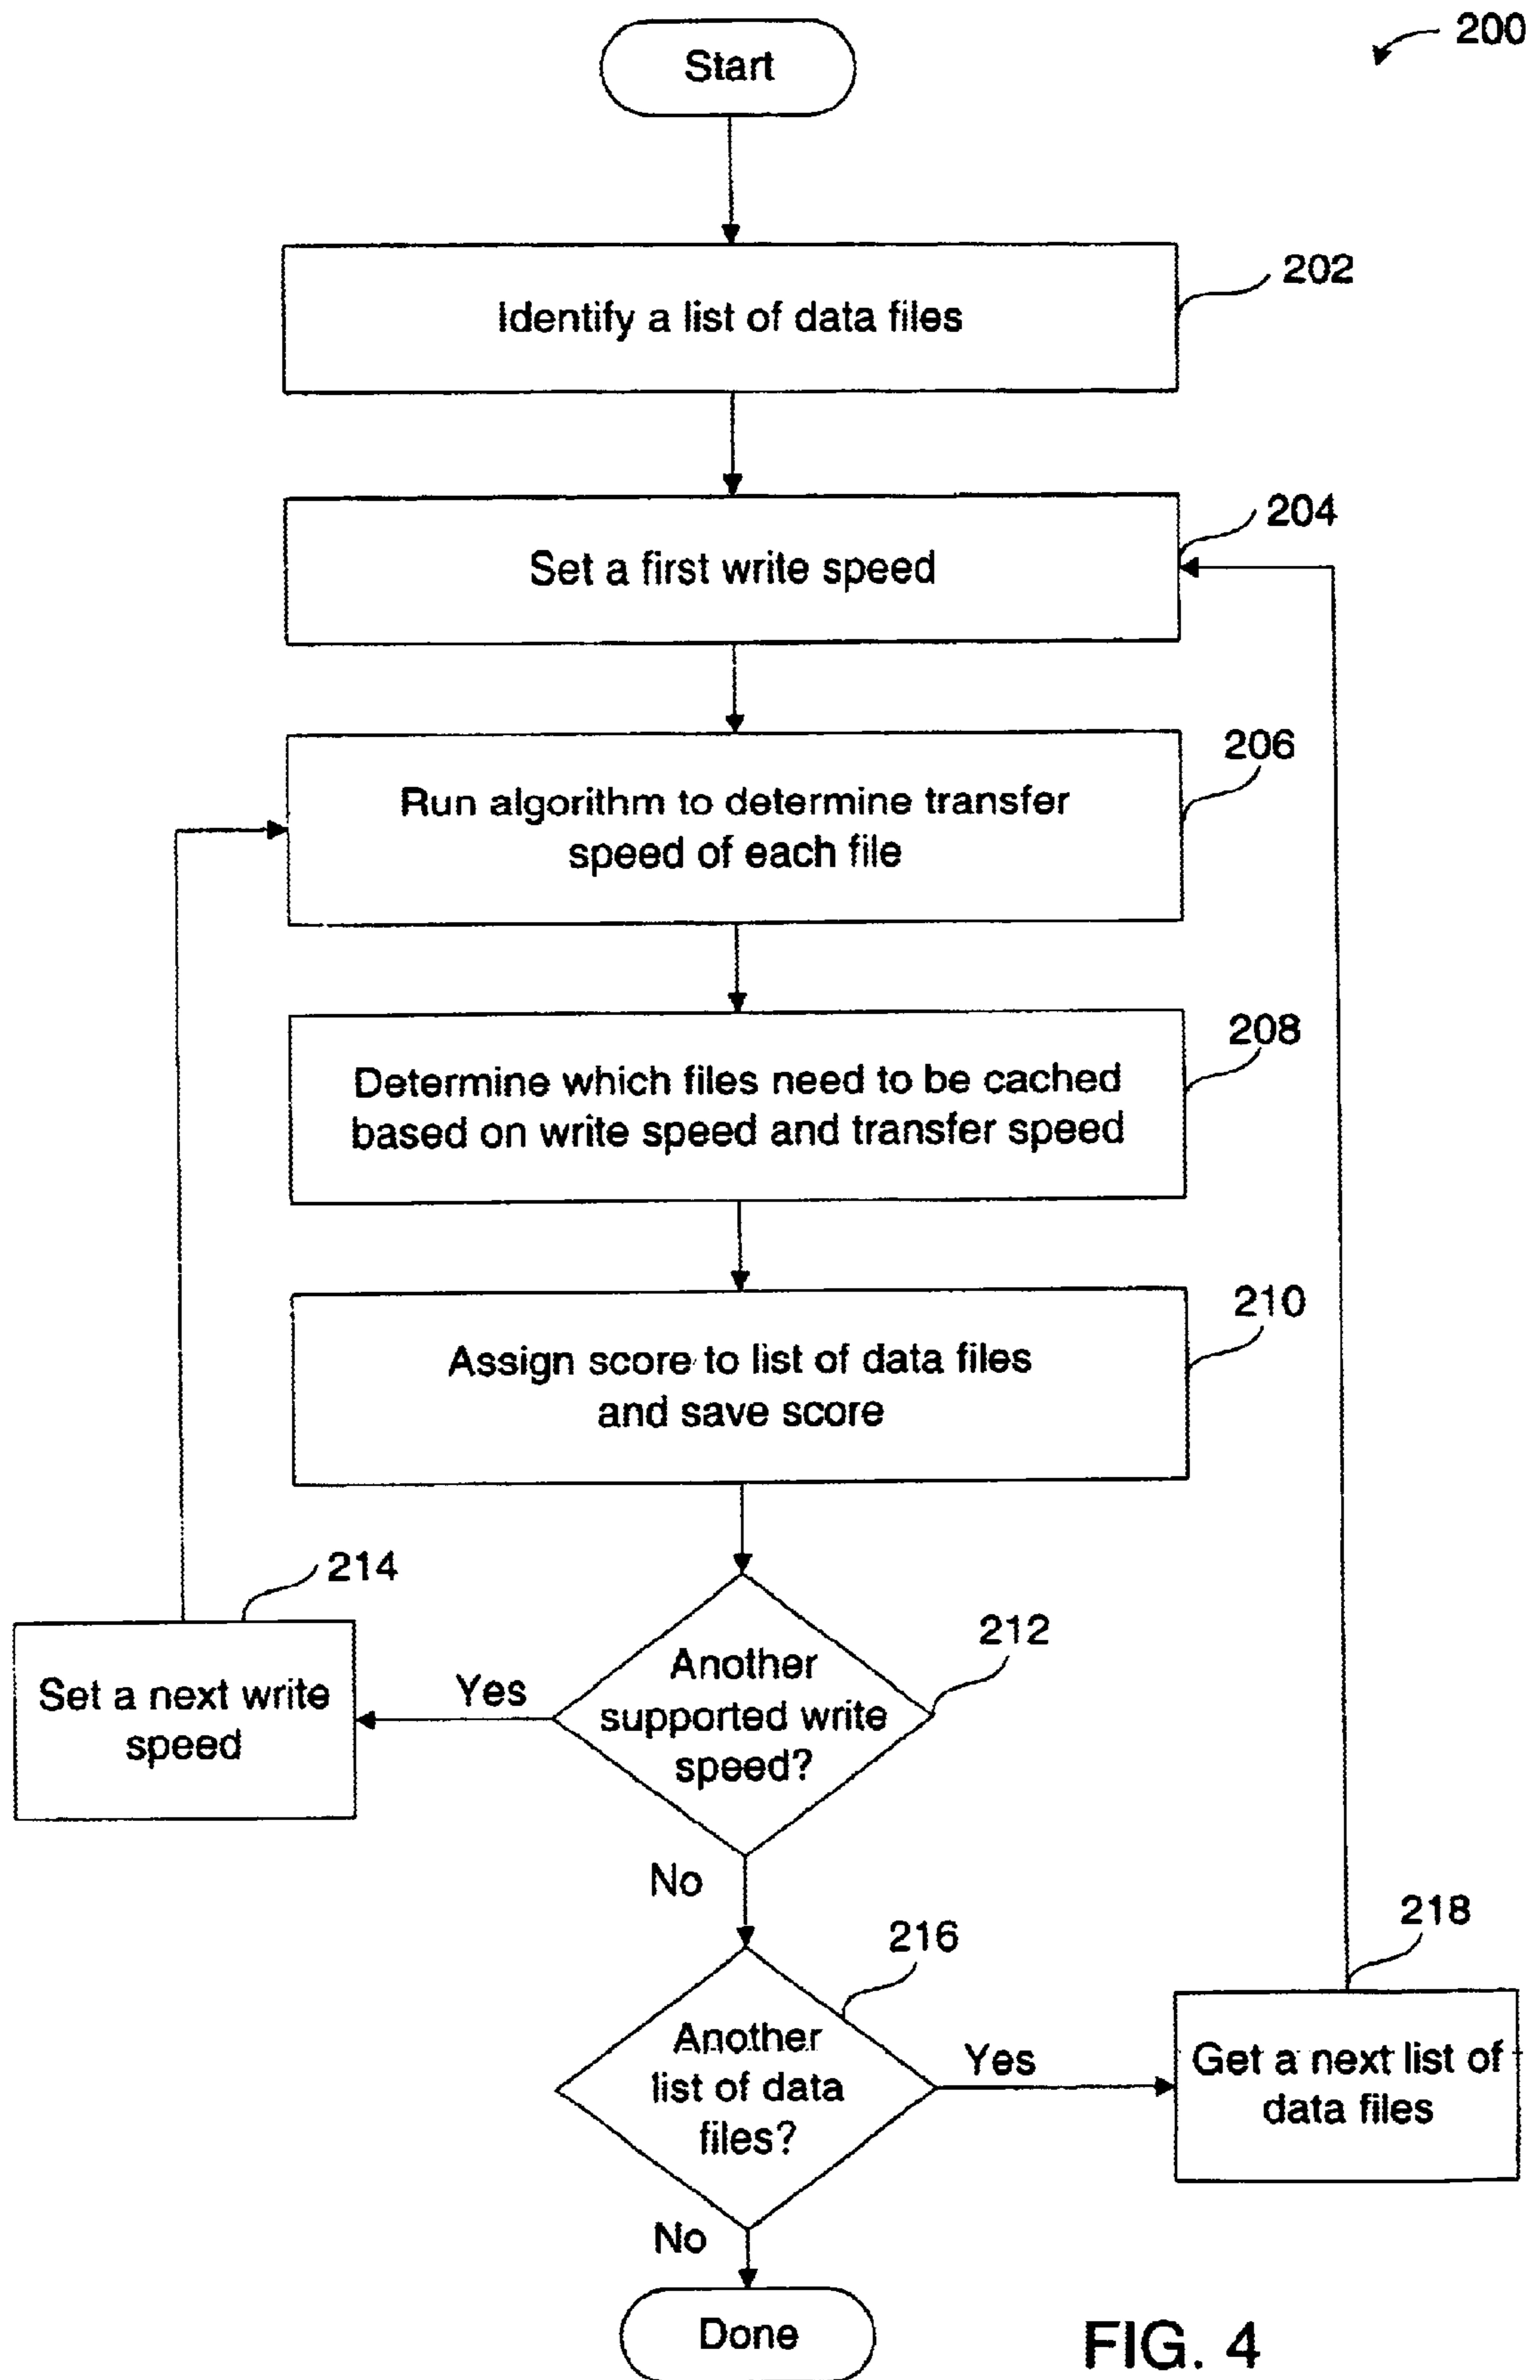 200
Start
202
Identify a list of data files
204
Set a first write speed
206
Run algorithm to determine transfer
speed of each file
208
Determine which files need to be cached
based on write speed and transfer speed
210
Assign score to list of data files
and save score
214
Set a next write
speed
Yes
212
Another
supported write
speed?
No
216
Another
list of data
files?
Yes
218
Get a next list of
data files
No
Done
FIG. 4